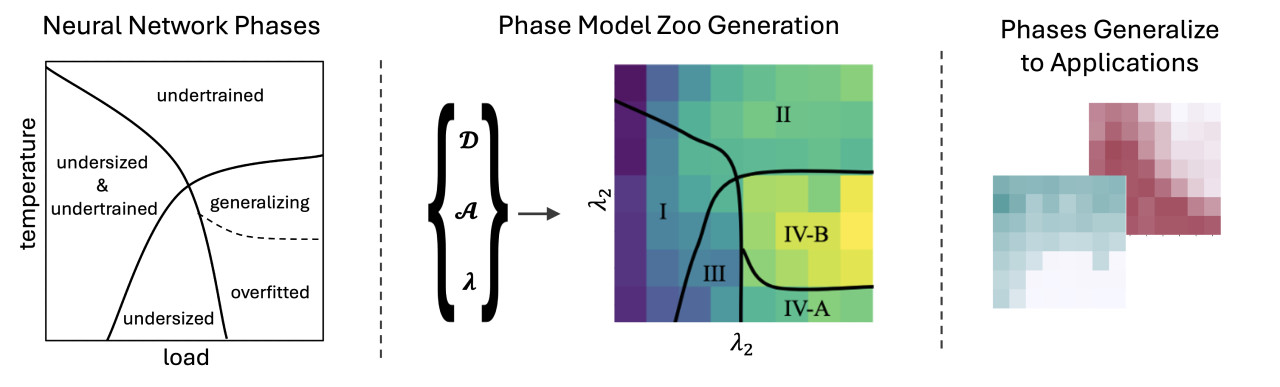 Neural Network Phases
undertrained
undersized
&
undertrained
generalizing
overfitted
undersized
temperature
load
Phase Model Zoo Generation
𝓓
𝓐
λ
II
I
IV-B
III
IV-A
λ₂
λ₂
Phases Generalize
to Applications